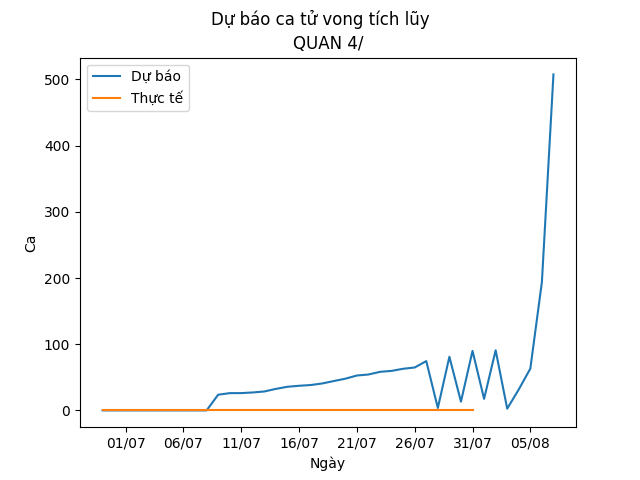 Dự báo ca tử vong tích lũy
QUAN 4/
Dự báo
Thực tế
500
400
300
200
100
0
Ca
01/07 06/07 11/07 16/07 21/07 26/07 31/07 05/08
Ngày